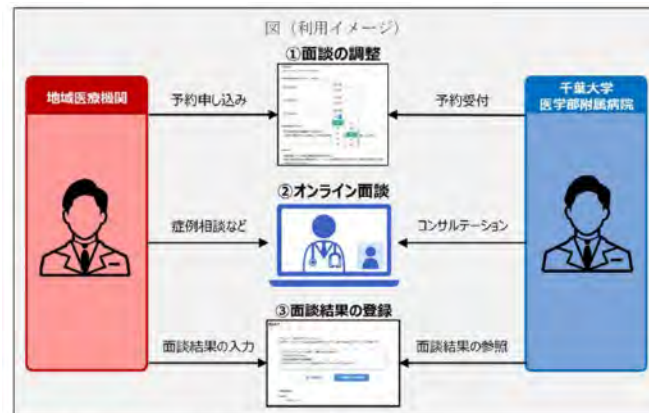 図（利用イメージ）
①面談の調整
地域医療機関
千葉大学
医学部附属病院
予約申し込み
予約受付
②オンライン面談
症例相談など
コンサルテーション
③面談結果の登録
面談結果の入力
面談結果の参照